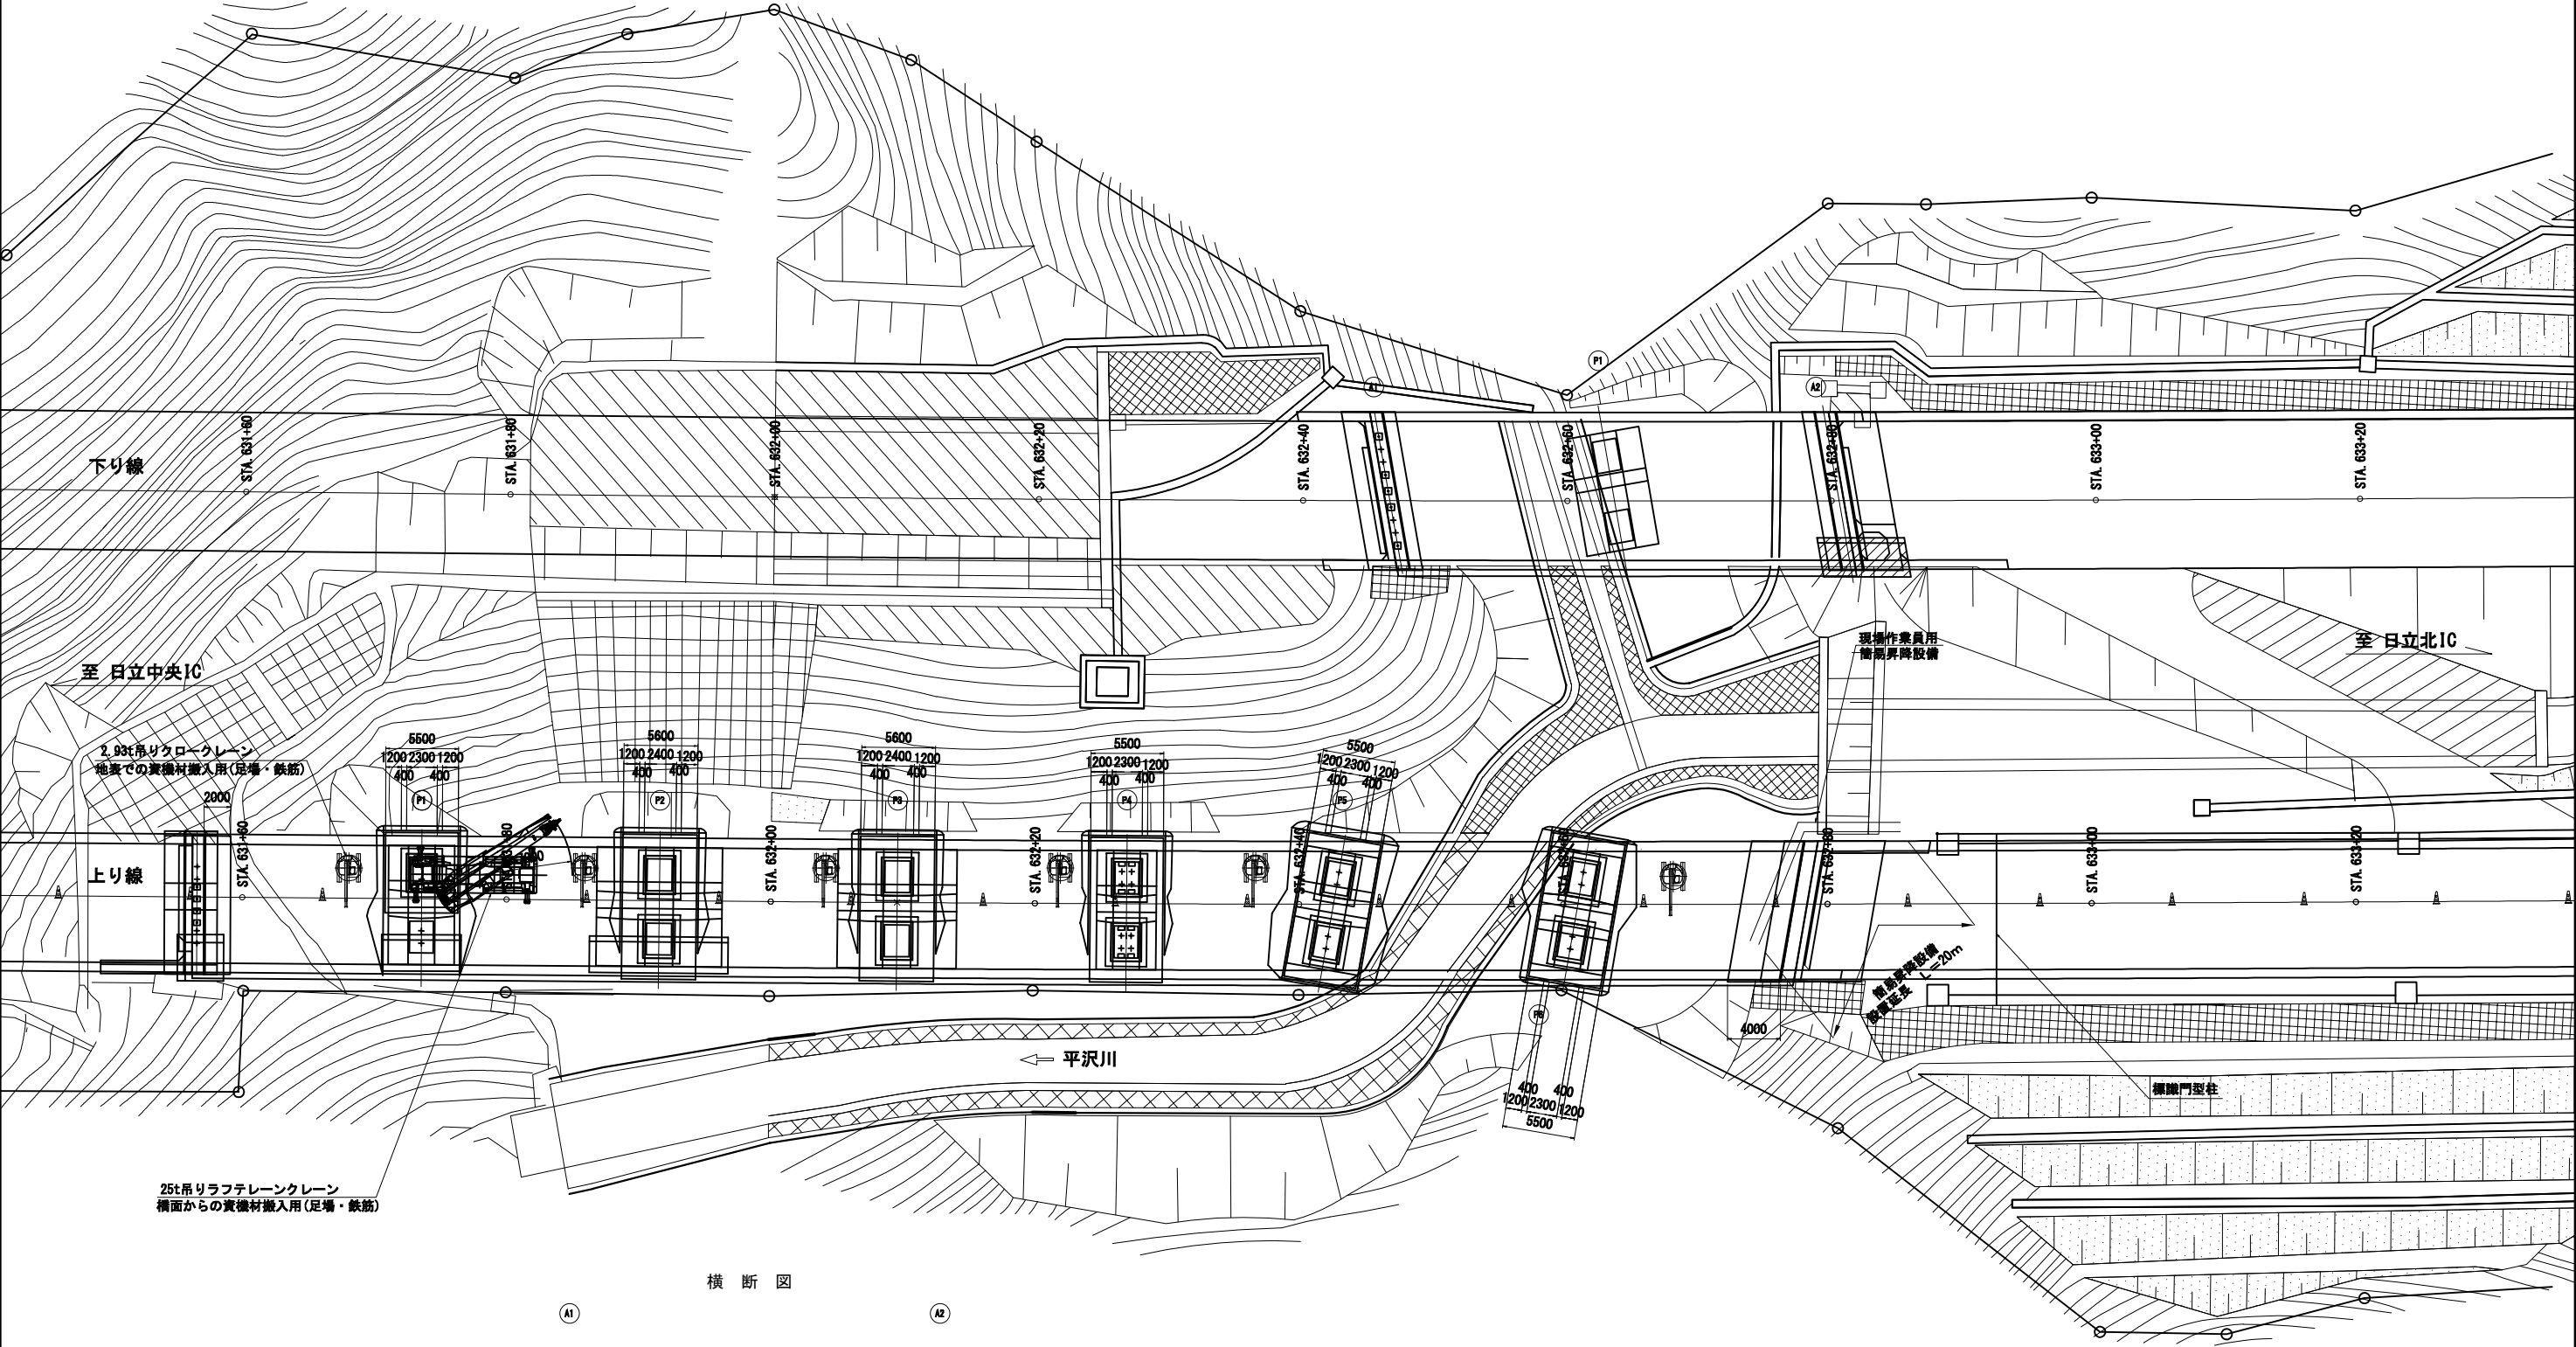 P1
A1
A2
STA. 631+60
STA. 631+80
STA. 632+00
STA. 632+20
STA. 632+40
STA. 632+60
STA. 632+80
STA. 633+00
STA. 633+20
下り線
現場作業員用
簡易昇降設備
至 日立北IC
至 日立中央IC
2.93t吊りクロークレーン
地表での資機材搬入用(足場・鉄筋)
2000
5500
1200 2300 1200
400 400
P1
5600
1200 2400 1200
400 400
P2
5600
1200 2400 1200
400 400
P3
5500
1200 2300 1200
400 400
P4
5500
1200 2300 1200
400 400
P5
上り線
STA. 631+60
STA. 632+00
STA. 632+20
STA. 632+40
STA. 632+80
STA. 633+00
STA. 633+20
簡易昇降設備
設置延長 L=20m
4000
P6
400 400
1200 2300 1200
5500
平沢川
標識門型柱
25t吊りラフテレーンクレーン
橋面からの資機材搬入用(足場・鉄筋)
横 断 図
A1
A2